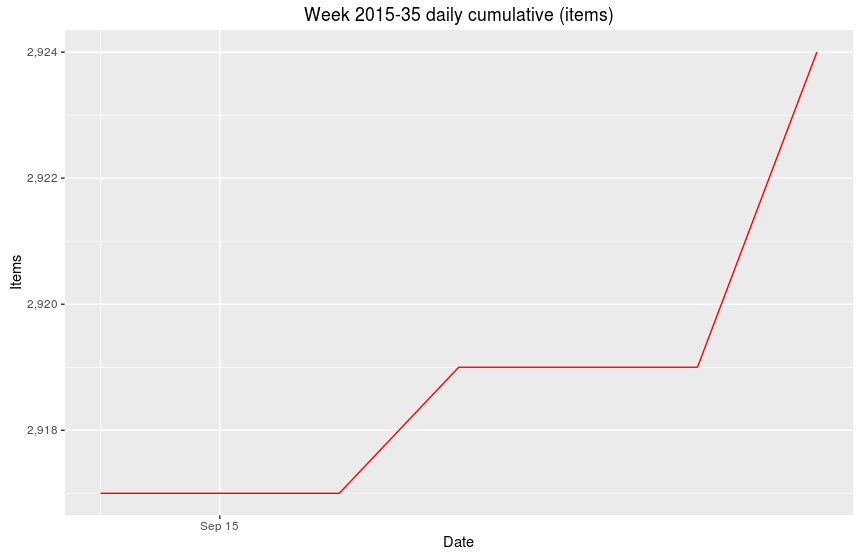 Week 2015-35 daily cumulative (items)
2,924
2,922
2,920
2,918
Items
Sep 15
Date